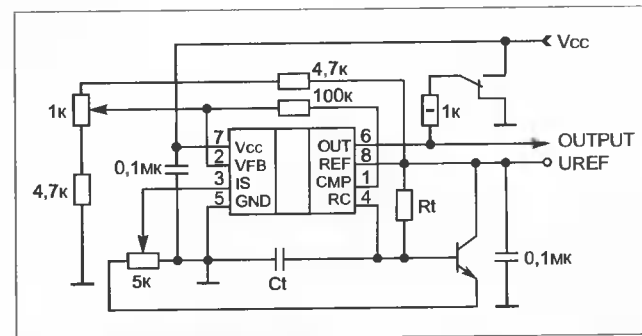 Vcc
4,7к
1к
100к
1к
7 Vcc
2 VFB
3 IS
5 GND
OUT 6
REF 8
CMP 1
RC 4
OUTPUT
UREF
0,1мк
4,7к
Rt
5к
Ct
0,1мк